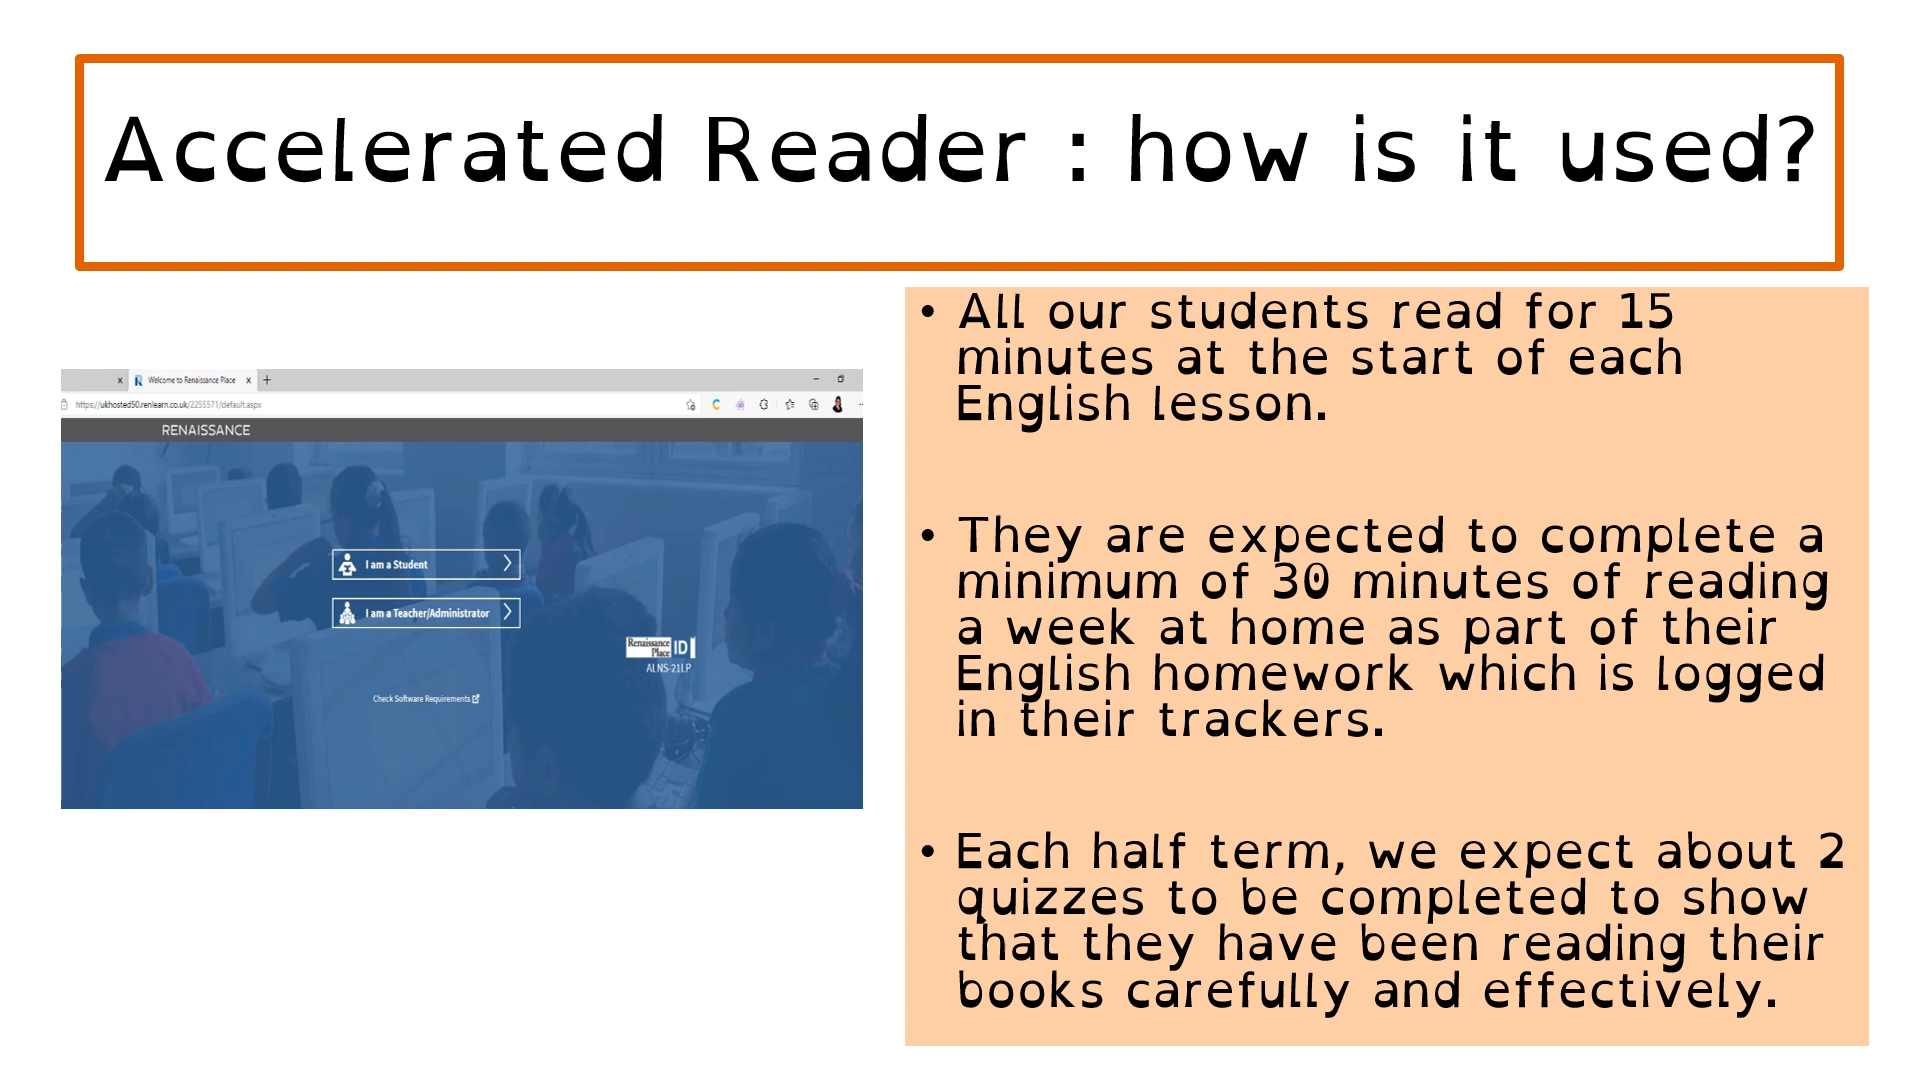 Accelerated Reader : how is it used?
Welcome to Renaissance Place
https://ukhosted50.renlearn.co.uk/2255571/default.aspx
RENAISSANCE
I am a Student
I am a Teacher/Administrator
Renaissance
Place
ID
ALNS-21LP
Check Software Requirements
• All our students read for 15
minutes at the start of each
English lesson.
• They are expected to complete a
minimum of 30 minutes of reading
a week at home as part of their
English homework which is logged
in their trackers.
• Each half term, we expect about 2
quizzes to be completed to show
that they have been reading their
books carefully and effectively.